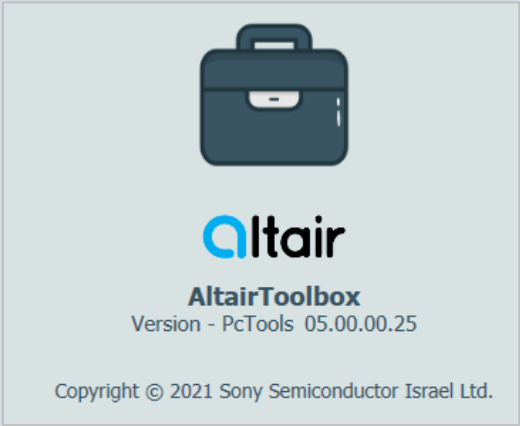 altair
AltairToolbox
Version - PcTools 05.00.00.25
Copyright © 2021 Sony Semiconductor Israel Ltd.